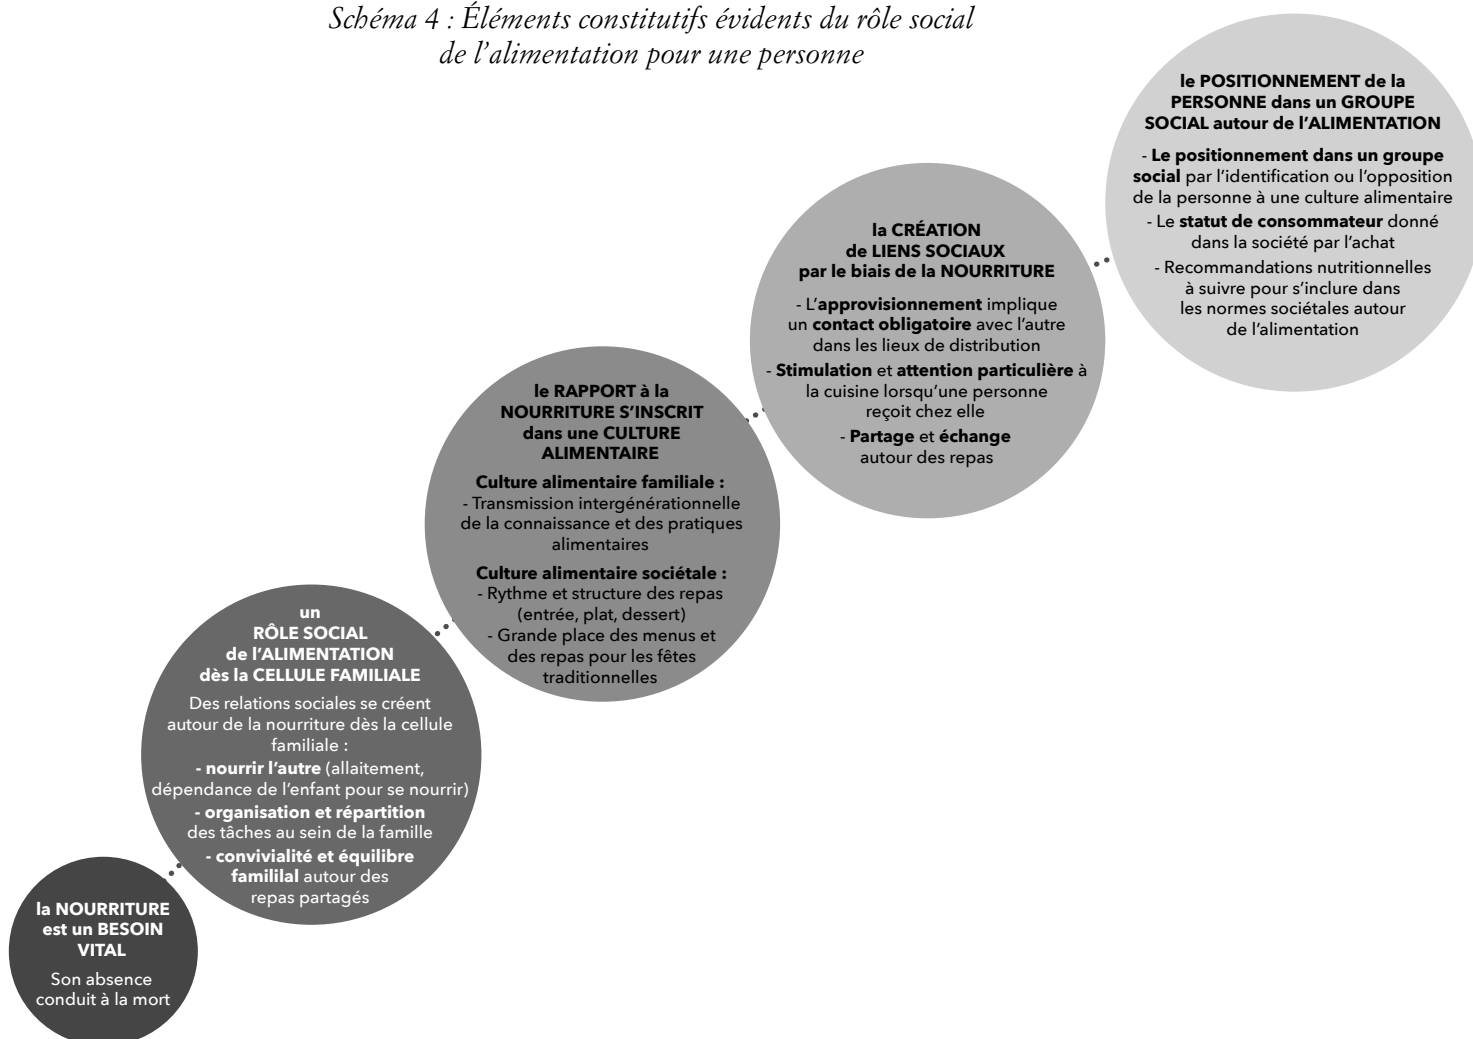 Schéma 4 : Éléments constitutifs évidents du rôle social
de l’alimentation pour une personne
la NOURRITURE
est un BESOIN
VITAL
Son absence
conduit à la mort
un
RÔLE SOCIAL
de l’ALIMENTATION
dès la CELLULE FAMILIALE
Des relations sociales se créent
autour de la nourriture dès la cellule
familiale :
- nourrir l’autre (allaitement,
dépendance de l’enfant pour se nourrir)
- organisation et répartition
des tâches au sein de la famille
- convivialité et équilibre
famililal autour des
repas partagés
le RAPPORT à la
NOURRITURE S’INSCRIT
dans une CULTURE
ALIMENTAIRE
Culture alimentaire familiale :
- Transmission intergénérationnelle
de la connaissance et des pratiques
alimentaires
Culture alimentaire sociétale :
- Rythme et structure des repas
(entrée, plat, dessert)
- Grande place des menus et
des repas pour les fêtes
traditionnelles
la CRÉATION
de LIENS SOCIAUX
par le biais de la NOURRITURE
- L’approvisionnement implique
un contact obligatoire avec l’autre
dans les lieux de distribution
- Stimulation et attention particulière à
la cuisine lorsqu’une personne
reçoit chez elle
- Partage et échange
autour des repas
le POSITIONNEMENT de la
PERSONNE dans un GROUPE
SOCIAL autour de l’ALIMENTATION
- Le positionnement dans un groupe
social par l’identification ou l’opposition
de la personne à une culture alimentaire
- Le statut de consommateur donné
dans la société par l’achat
- Recommandations nutritionnelles
à suivre pour s’inclure dans
les normes sociétales autour
de l’alimentation